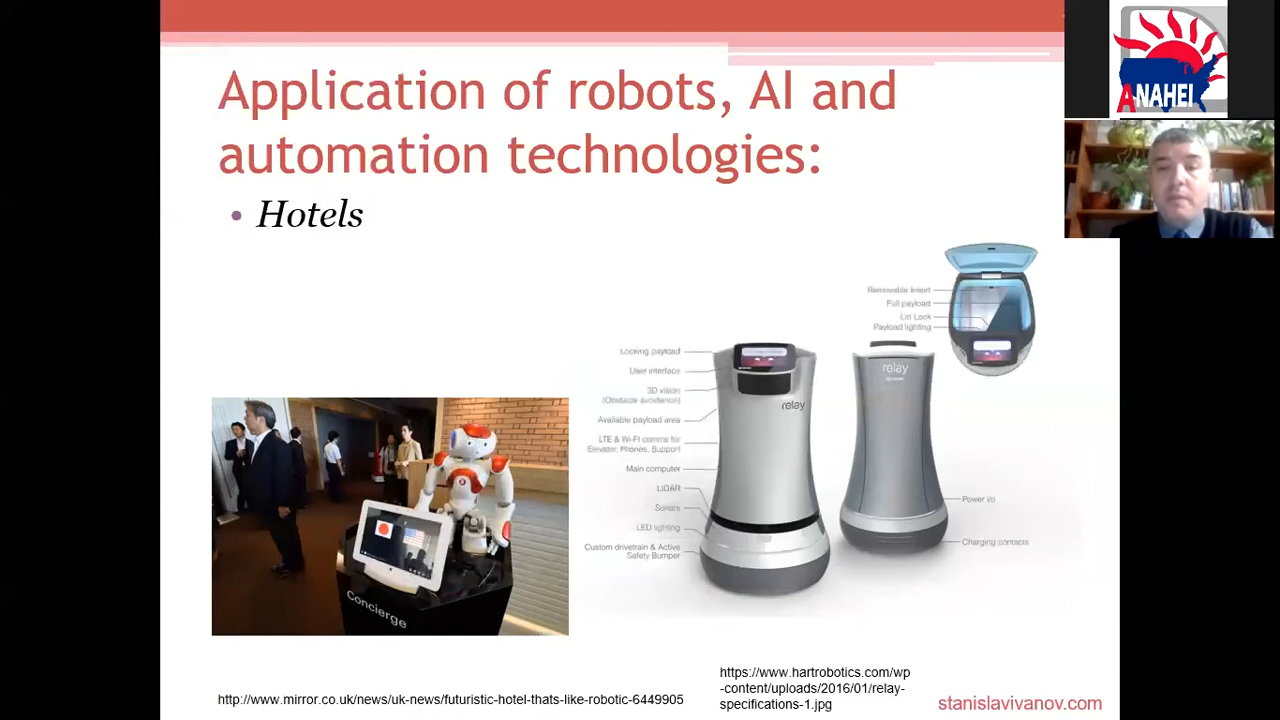 Application of robots, AI and
automation technologies:
• Hotels
ANAHEI
Removable Insert
Full payload
Lid Lock
Payload lighting
relay
Locking payload
User interface
3D vision
(Obstacle avoidance)
Available payload area
LTE & Wi-Fi comms for
Elevator, Phones, Support
Main computer
LIDAR
Sonars
LED lighting
Custom drivetrain & Active
Safety Bumper
relay
Power I/o
Charging contacts
Concierge
http://www.mirror.co.uk/news/uk-news/futuristic-hotel-thats-like-robotic-6449905
https://www.hartrobotics.com/wp
-content/uploads/2016/01/relay-
specifications-1.jpg
stanislavivanov.com